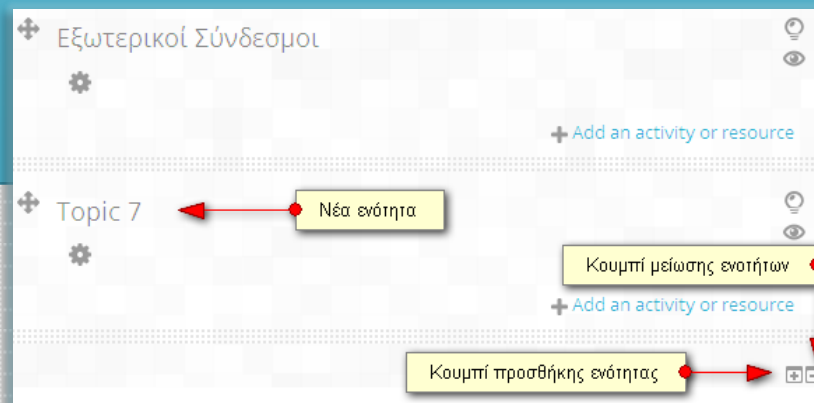 Εξωτερικοί Σύνδεσμοι
Add an activity or resource
Topic 7
Νέα ενότητα
Κουμπί μείωσης ενοτήτων
Add an activity or resource
Κουμπί προσθήκης ενότητας